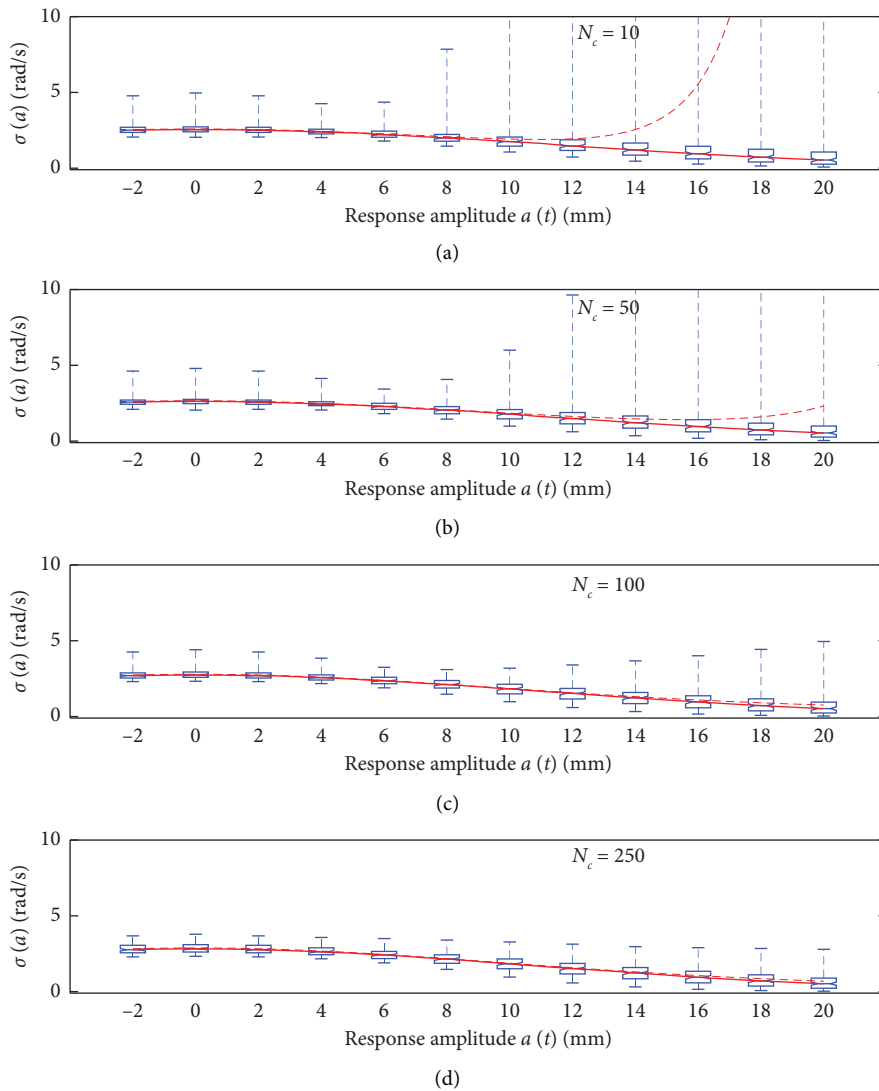 10
N_c = 10
5
0
σ (a) (rad/s)
−2 0 2 4 6 8 10 12 14 16 18 20
Response amplitude a (t) (mm)
(a)
10
N_c = 50
5
0
σ (a) (rad/s)
−2 0 2 4 6 8 10 12 14 16 18 20
Response amplitude a (t) (mm)
(b)
10
N_c = 100
5
0
σ (a) (rad/s)
−2 0 2 4 6 8 10 12 14 16 18 20
Response amplitude a (t) (mm)
(c)
10
N_c = 250
5
0
σ (a) (rad/s)
−2 0 2 4 6 8 10 12 14 16 18 20
Response amplitude a (t) (mm)
(d)